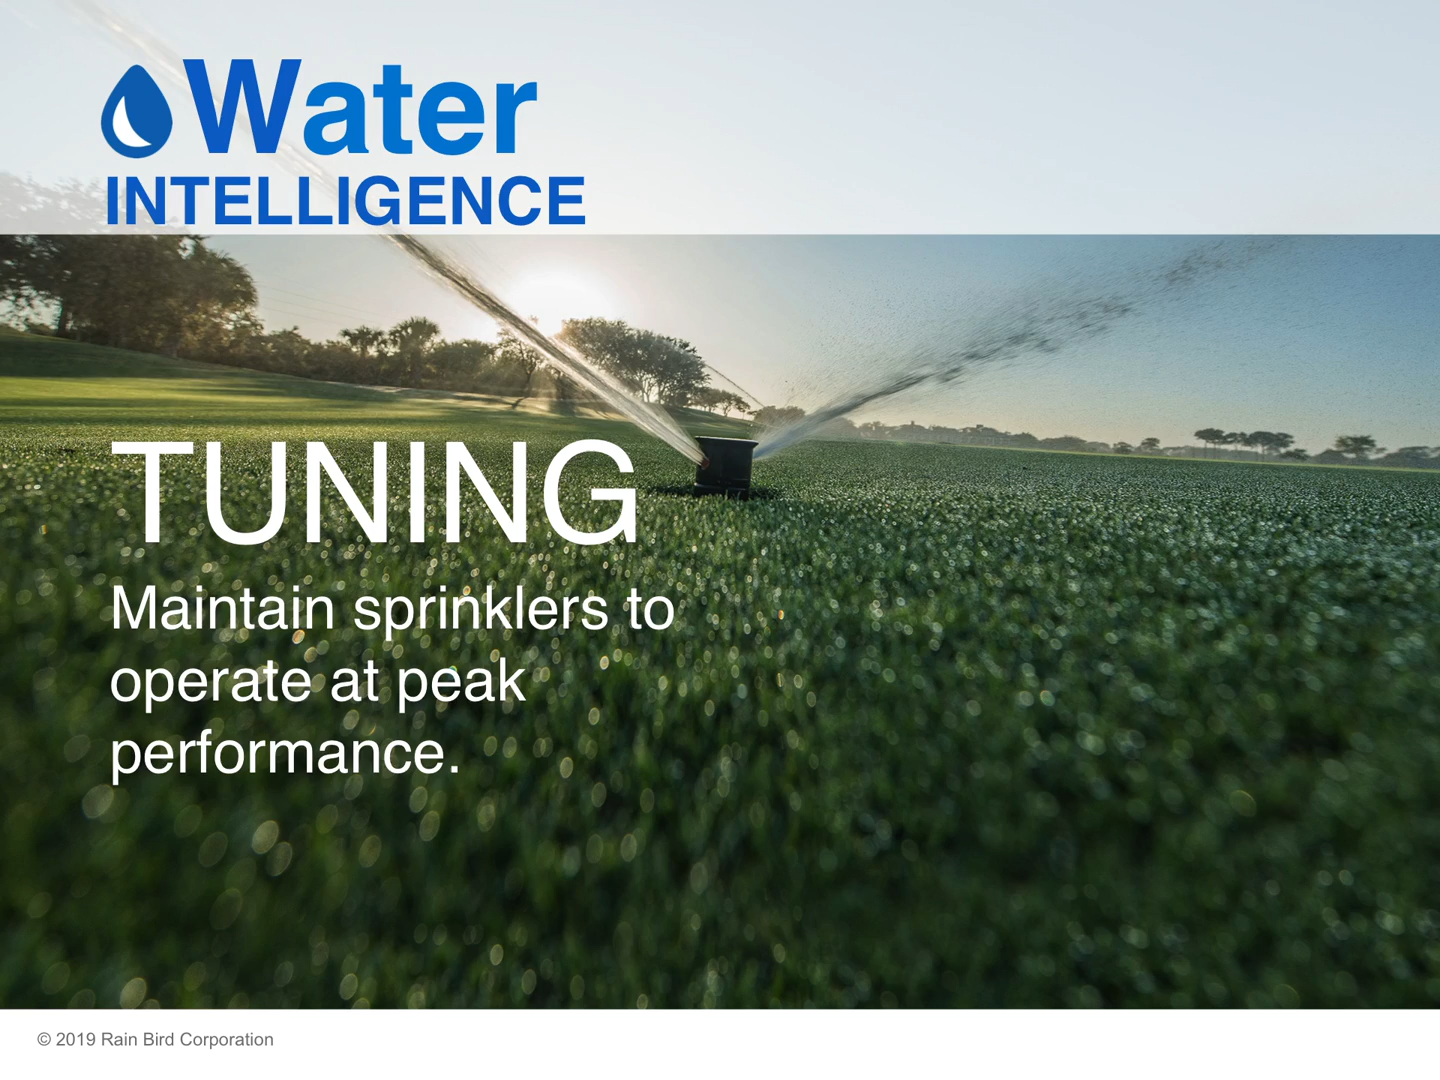 Water
INTELLIGENCE
TUNING
Maintain sprinklers to
operate at peak
performance.
© 2019 Rain Bird Corporation